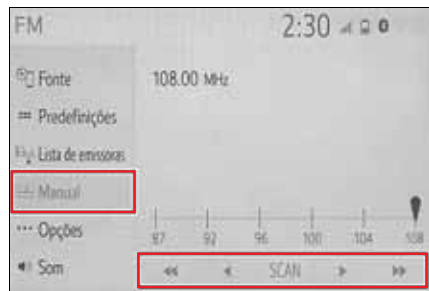 FM 2:30
Fonte 108.00 MHz
Predefinições
Lista de emissoras
Manual
Opções
87 92 96 100 104 108
Som SCAN